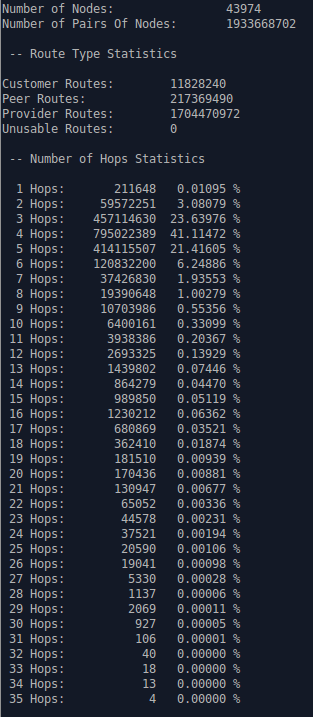 Number of Nodes: 43974
Number of Pairs Of Nodes: 1933668702
-- Route Type Statistics
Customer Routes: 11828240
Peer Routes: 217369490
Provider Routes: 1704470972
Unusable Routes: 0
-- Number of Hops Statistics
1 Hops: 211648 0.01095 %
2 Hops: 59572251 3.08079 %
3 Hops: 457114630 23.63976 %
4 Hops: 795022389 41.11472 %
5 Hops: 414115507 21.41605 %
6 Hops: 120832200 6.24886 %
7 Hops: 37426830 1.93553 %
8 Hops: 19390648 1.00279 %
9 Hops: 10703986 0.55356 %
10 Hops: 6400161 0.33099 %
11 Hops: 3938386 0.20367 %
12 Hops: 2693325 0.13929 %
13 Hops: 1439802 0.07446 %
14 Hops: 864279 0.04470 %
15 Hops: 989850 0.05119 %
16 Hops: 1230212 0.06362 %
17 Hops: 680869 0.03521 %
18 Hops: 362410 0.01874 %
19 Hops: 181510 0.00939 %
20 Hops: 170436 0.00881 %
21 Hops: 130947 0.00677 %
22 Hops: 65052 0.00336 %
23 Hops: 44578 0.00231 %
24 Hops: 37521 0.00194 %
25 Hops: 20590 0.00106 %
26 Hops: 19041 0.00098 %
27 Hops: 5330 0.00028 %
28 Hops: 1137 0.00006 %
29 Hops: 2069 0.00011 %
30 Hops: 927 0.00005 %
31 Hops: 106 0.00001 %
32 Hops: 40 0.00000 %
33 Hops: 18 0.00000 %
34 Hops: 13 0.00000 %
35 Hops: 4 0.00000 %